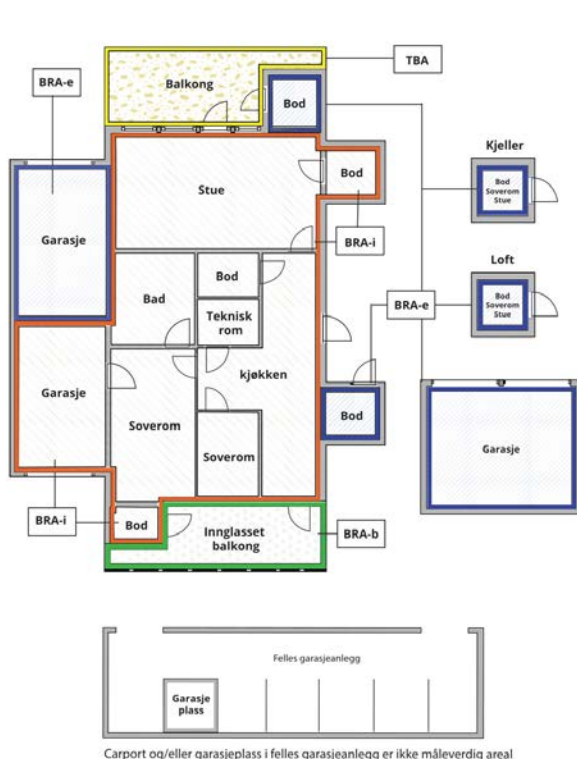 TBA
BRA-e
Balkong
Bod
Kjeller
Stue
Bod
Bod
Soverom
Stue
Garasje
BRA-i
Loft
Bad
Bod
Bod
Soverom
Stue
BRA-e
Teknisk
rom
kjøkken
Garasje
Bod
Soverom
Soverom
Garasje
BRA-i
Bod
Innglasset
balkong
BRA-b
Felles garasjeanlegg
Garasje
plass
Carport og/eller garasjeplass i felles garasjeanlegg er ikke måleverdig areal